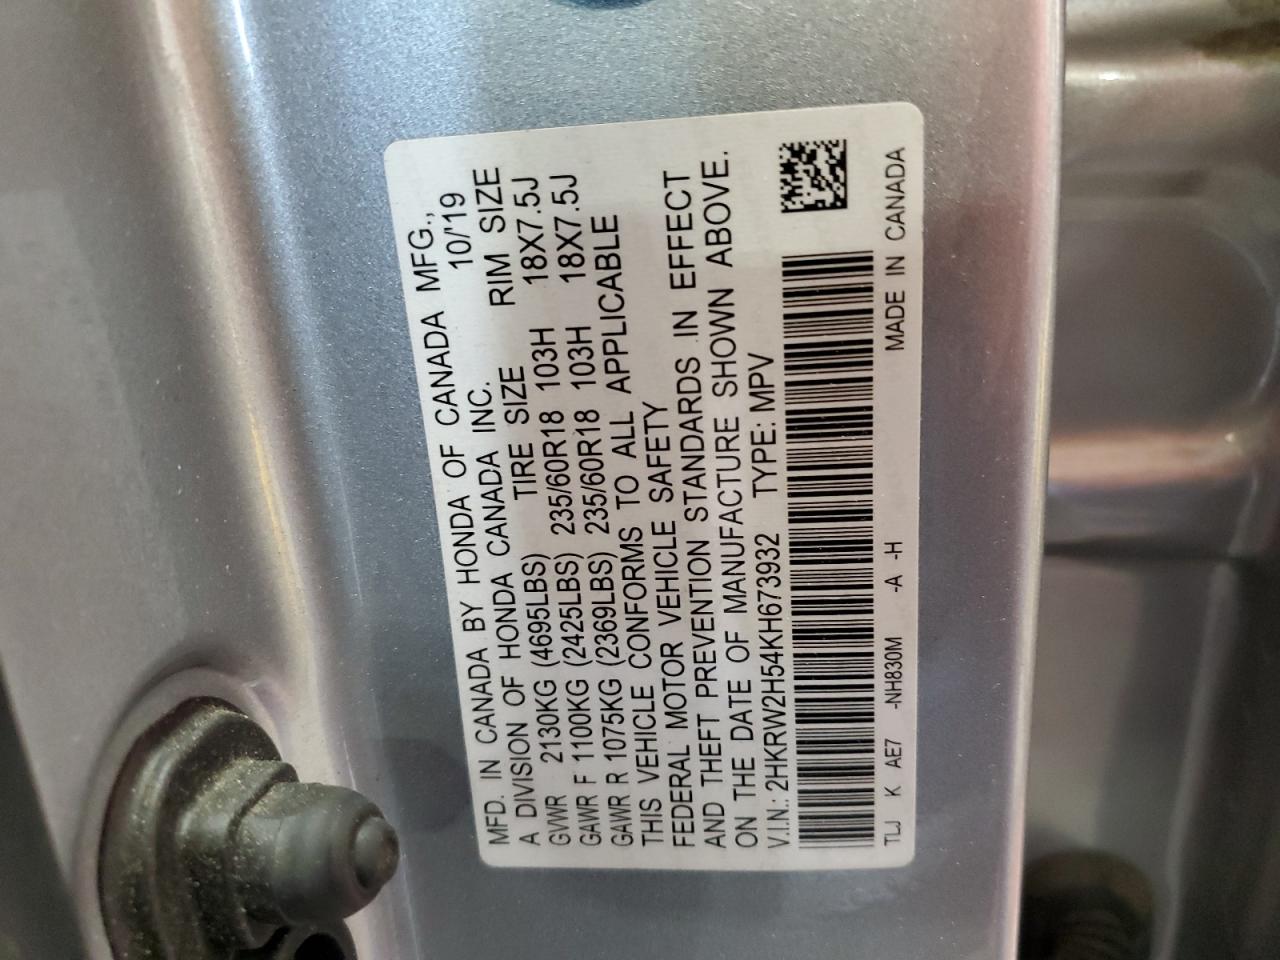 MFD. IN CANADA BY HONDA OF CANADA MFG.,
A DIVISION OF HONDA CANADA INC. 10/'19
GVWR 2130KG (4695LBS) TIRE SIZE RIM SIZE
GAWR F 1100KG (2425LBS) 235/60R18 103H 18X7.5J
GAWR R 1075KG (2369LBS) 235/60R18 103H 18X7.5J
THIS VEHICLE CONFORMS TO ALL APPLICABLE
FEDERAL MOTOR VEHICLE SAFETY
AND THEFT PREVENTION STANDARDS IN EFFECT
ON THE DATE OF MANUFACTURE SHOWN ABOVE.
V.I.N.: 2HKRW2H54KH673932 TYPE: MPV
TLJ K AE7 -NH830M -A -H MADE IN CANADA